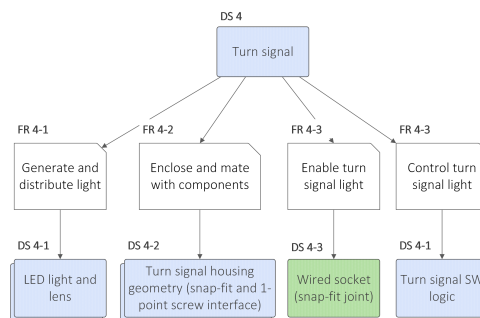 DS 4
Turn signal
FR 4-1
FR 4-2
FR 4-3
FR 4-3
Generate and
distribute light
Enclose and mate
with components
Enable turn
signal light
Control turn
signal light
DS 4-1
DS 4-2
DS 4-3
DS 4-1
LED light and
lens
Turn signal housing
geometry (snap-fit and 1-
point screw interface)
Wired socket
(snap-fit joint)
Turn signal SW
logic